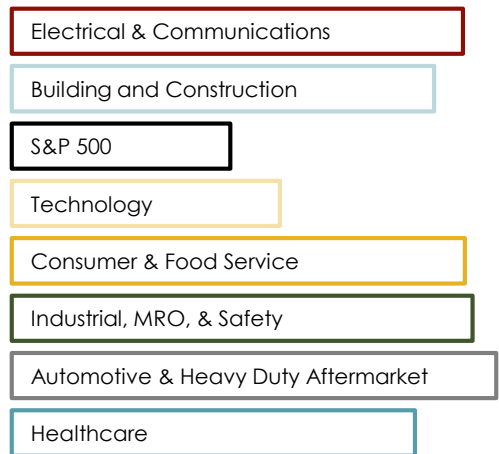 Electrical & Communications
Building and Construction
S&P 500
Technology
Consumer & Food Service
Industrial, MRO, & Safety
Automotive & Heavy Duty Aftermarket
Healthcare